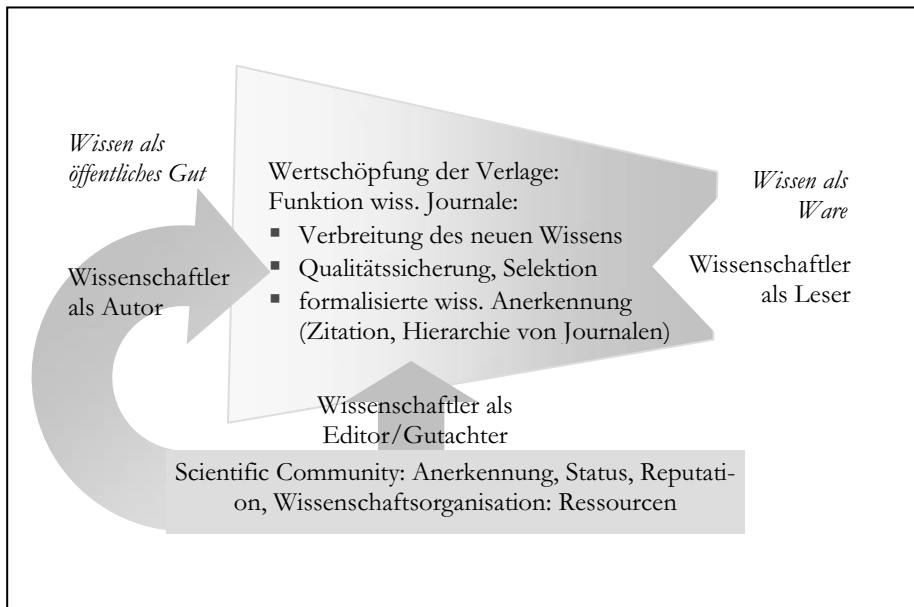 Wissen als
öffentliches Gut
Wertschöpfung der Verlage:
Funktion wiss. Journale:
▪ Verbreitung des neuen Wissens
▪ Qualitätssicherung, Selektion
▪ formalisierte wiss. Anerkennung
(Zitation, Hierarchie von Journalen)
Wissen als
Ware
Wissenschaftler
als Autor
Wissenschaftler
als Leser
Wissenschaftler als
Editor/Gutachter
Scientific Community: Anerkennung, Status, Reputati-
on, Wissenschaftsorganisation: Ressourcen